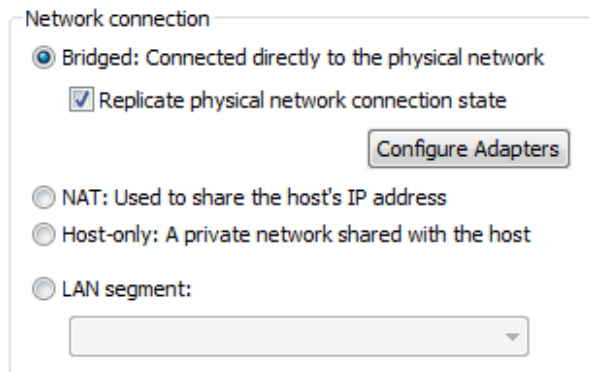 Network connection
Bridged: Connected directly to the physical network
Replicate physical network connection state
Configure Adapters
NAT: Used to share the host's IP address
Host-only: A private network shared with the host
LAN segment: